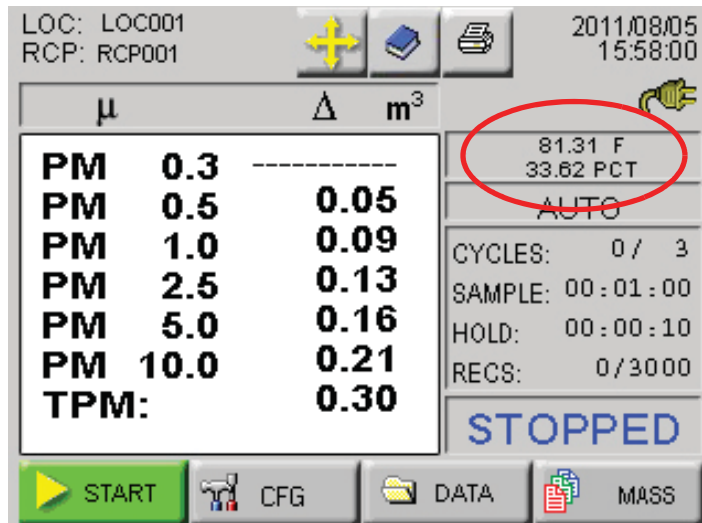 LOC: LOC001
RCP: RCP001
2011/08/05
15:58:00
µ Δ m³
PM 0.3 -----------
PM 0.5 0.05
PM 1.0 0.09
PM 2.5 0.13
PM 5.0 0.16
PM 10.0 0.21
TPM: 0.30
81.31 F
33.62 PCT
AUTO
CYCLES: 0/ 3
SAMPLE: 00:01:00
HOLD: 00:00:10
RECS: 0/3000
STOPPED
START CFG DATA MASS